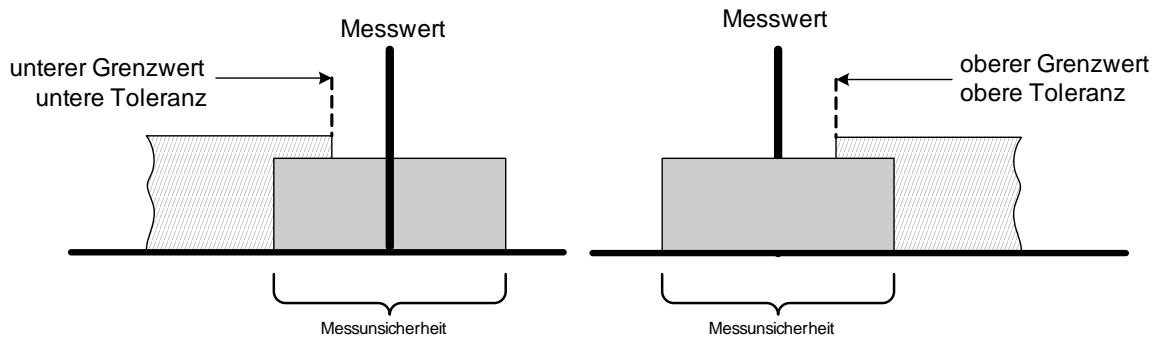 Messwert
unterer Grenzwert
untere Toleranz
Messunsicherheit
Messwert
oberer Grenzwert
obere Toleranz
Messunsicherheit